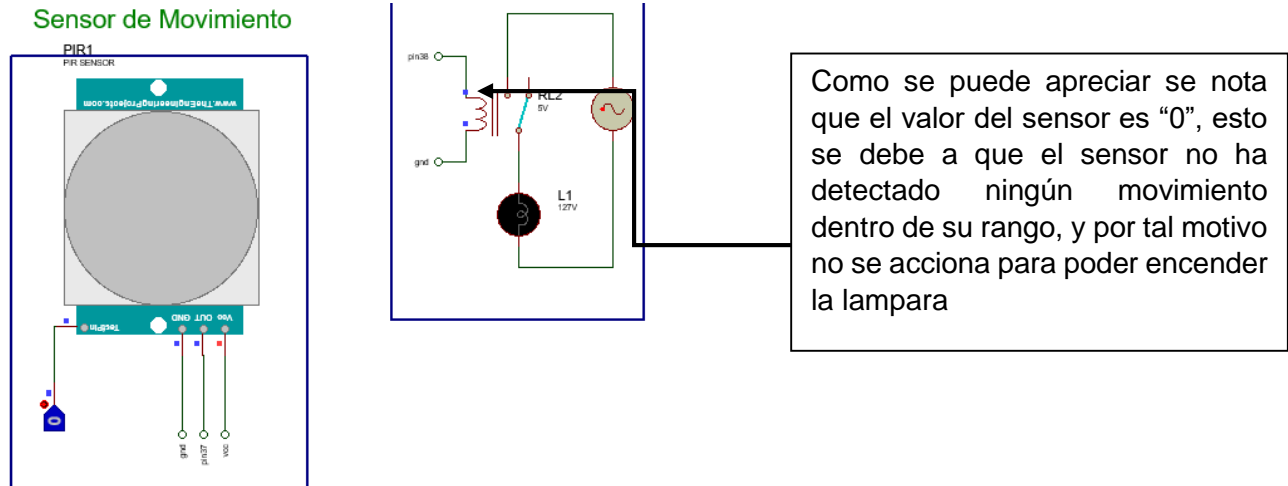 Sensor de Movimiento
PIR1
PIR SENSOR
www.TheEngineeringProjects.com
TestPin
GND OUT Vcc
0
gnd
pin37
vcc
pin38
gnd
RL2
5V
L1
127V
Como se puede apreciar se nota
que el valor del sensor es “0”, esto
se debe a que el sensor no ha
detectado ningún movimiento
dentro de su rango, y por tal motivo
no se acciona para poder encender
la lampara